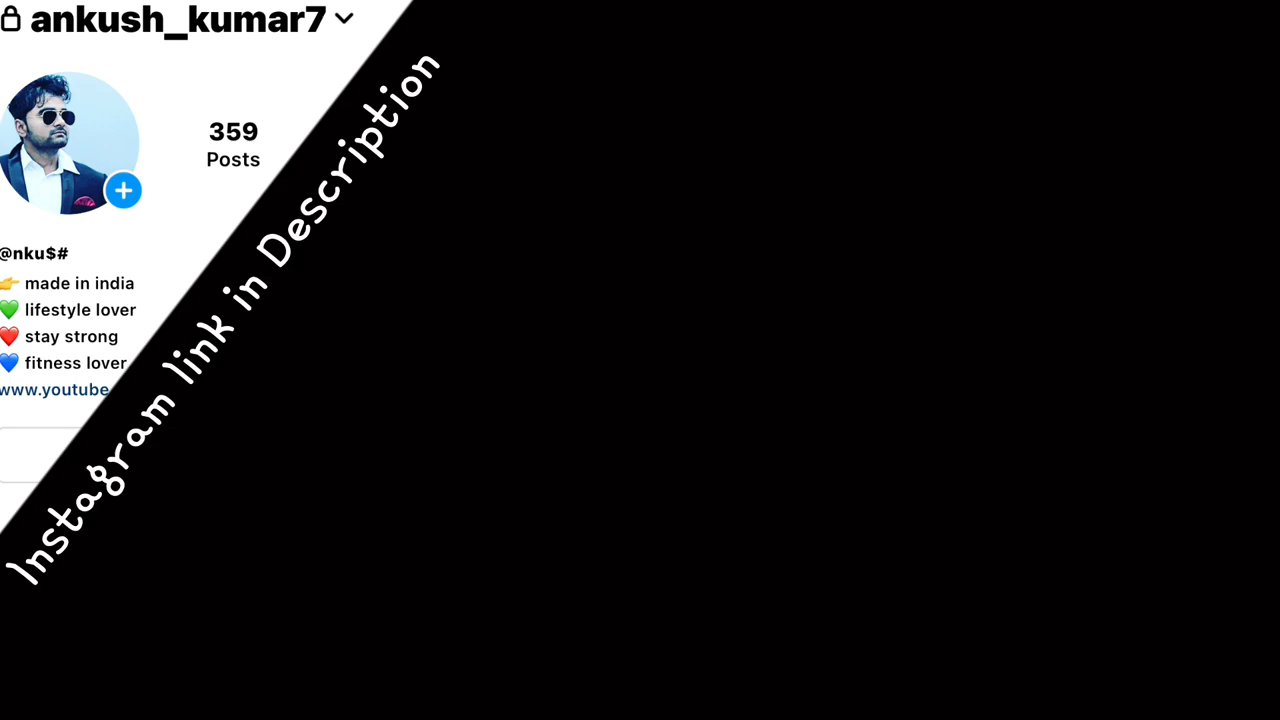 ankush_kumar7
359
Posts
@nku$#
👉 made in india
💚 lifestyle lover
❤️ stay strong
💙 fitness lover
www.youtube
Instagram link in Description